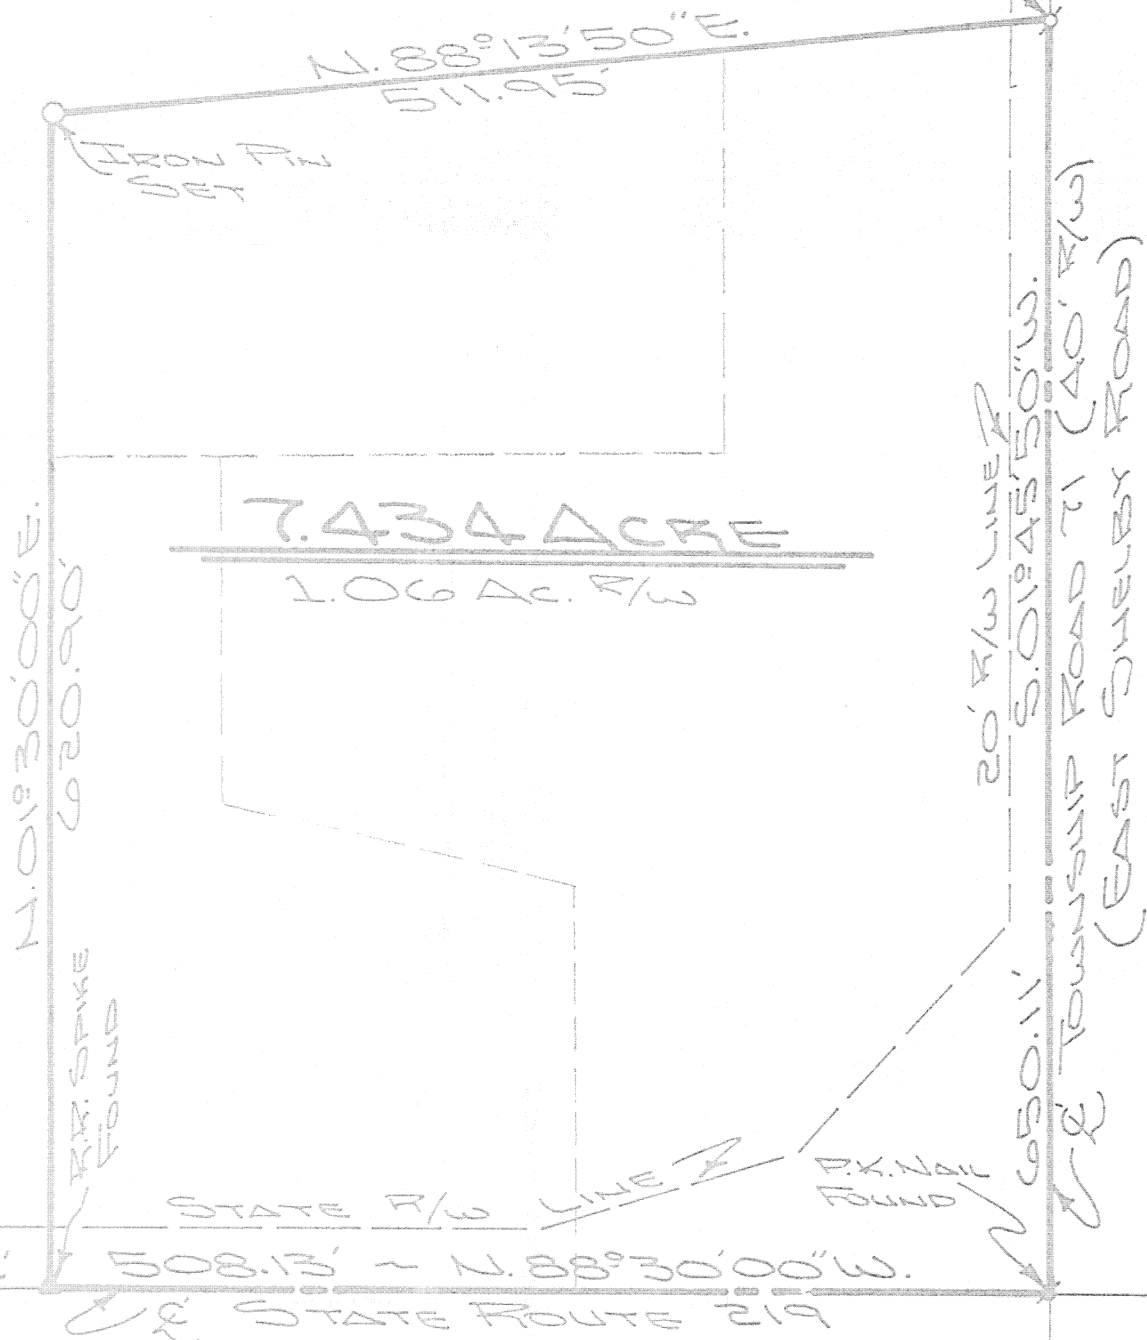 N. 88° 13' 50" E.
511.95'
IRON PIN
SET
N. 01° 30' 00" E.
620.90'
7.434 ACRE
1.06 AC. R/W
20' R/W LINE
S. 01° 45' 50" W.
650.11'
℄ TOWNSHIP ROAD 71 (40' R/W)
(EAST SHELBY ROAD)
R.R. SPIKE
FOUND
P.K. NAIL
FOUND
STATE R/W LINE
508.13' ~ N. 88° 30' 00" W.
℄ STATE ROUTE 219